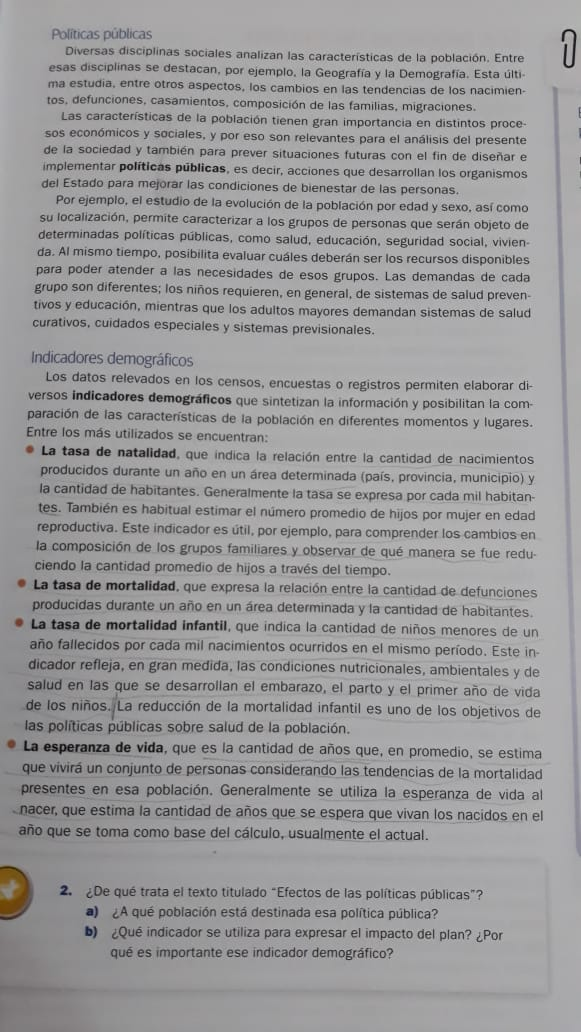 Políticas públicas
Diversas disciplinas sociales analizan las características de la población. Entre
esas disciplinas se destacan, por ejemplo, la Geografía y la Demografía. Esta últi-
ma estudia, entre otros aspectos, los cambios en las tendencias de los nacimien-
tos, defunciones, casamientos, composición de las familias, migraciones.
Las características de la población tienen gran importancia en distintos proce-
sos económicos y sociales, y por eso son relevantes para el análisis del presente
de la sociedad y también para prever situaciones futuras con el fin de diseñar e
implementar políticas públicas, es decir, acciones que desarrollan los organismos
del Estado para mejorar las condiciones de bienestar de las personas.
Por ejemplo, el estudio de la evolución de la población por edad y sexo, así como
su localización, permite caracterizar a los grupos de personas que serán objeto de
determinadas políticas públicas, como salud, educación, seguridad social, vivien-
da. Al mismo tiempo, posibilita evaluar cuáles deberán ser los recursos disponibles
para poder atender a las necesidades de esos grupos. Las demandas de cada
grupo son diferentes; los niños requieren, en general, de sistemas de salud preven-
tivos y educación, mientras que los adultos mayores demandan sistemas de salud
curativos, cuidados especiales y sistemas previsionales.
Indicadores demográficos
Los datos relevados en los censos, encuestas o registros permiten elaborar di-
versos indicadores demográficos que sintetizan la información y posibilitan la com-
paración de las características de la población en diferentes momentos y lugares.
Entre los más utilizados se encuentran:
• La tasa de natalidad, que indica la relación entre la cantidad de nacimientos
producidos durante un año en un área determinada (país, provincia, municipio) y
la cantidad de habitantes. Generalmente la tasa se expresa por cada mil habitan-
tes. También es habitual estimar el número promedio de hijos por mujer en edad
reproductiva. Este indicador es útil, por ejemplo, para comprender los cambios en
la composición de los grupos familiares y observar de qué manera se fue redu-
ciendo la cantidad promedio de hijos a través del tiempo.
• La tasa de mortalidad, que expresa la relación entre la cantidad de defunciones
producidas durante un año en un área determinada y la cantidad de habitantes.
• La tasa de mortalidad infantil, que indica la cantidad de niños menores de un
año fallecidos por cada mil nacimientos ocurridos en el mismo período. Este in-
dicador refleja, en gran medida, las condiciones nutricionales, ambientales y de
salud en las que se desarrollan el embarazo, el parto y el primer año de vida
de los niños. La reducción de la mortalidad infantil es uno de los objetivos de
las políticas públicas sobre salud de la población.
• La esperanza de vida, que es la cantidad de años que, en promedio, se estima
que vivirá un conjunto de personas considerando las tendencias de la mortalidad
presentes en esa población. Generalmente se utiliza la esperanza de vida al
nacer, que estima la cantidad de años que se espera que vivan los nacidos en el
año que se toma como base del cálculo, usualmente el actual.
2. ¿De qué trata el texto titulado "Efectos de las políticas públicas"?
a) ¿A qué población está destinada esa política pública?
b) ¿Qué indicador se utiliza para expresar el impacto del plan? ¿Por
qué es importante ese indicador demográfico?